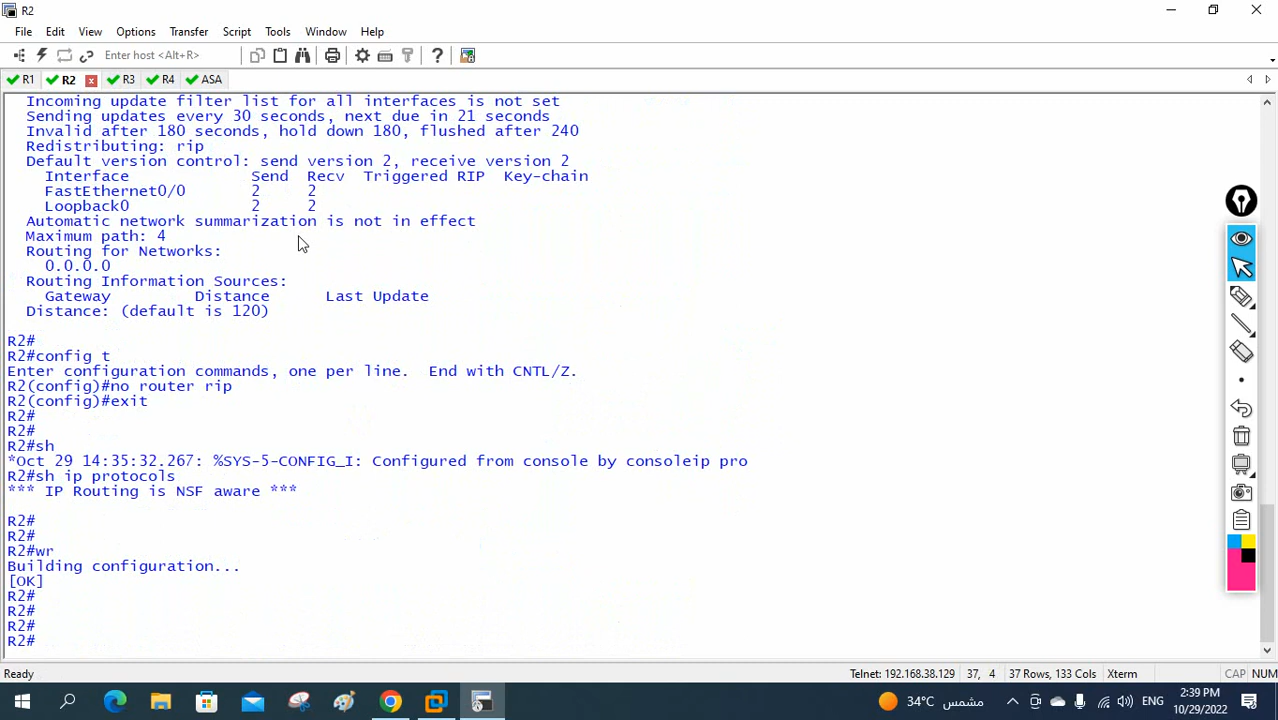 R2
File Edit View Options Transfer Script Tools Window Help
Enter host <Alt+R>
R1 R2 R3 R4 ASA
Incoming update filter list for all interfaces is not set
Sending updates every 30 seconds, next due in 21 seconds
Invalid after 180 seconds, hold down 180, flushed after 240
Redistributing: rip
Default version control: send version 2, receive version 2
Interface Send Recv Triggered RIP Key-chain
FastEthernet0/0 2 2
Loopback0 2 2
Automatic network summarization is not in effect
Maximum path: 4
Routing for Networks:
0.0.0.0
Routing Information Sources:
Gateway Distance Last Update
Distance: (default is 120)
R2#
R2#config t
Enter configuration commands, one per line. End with CNTL/Z.
R2(config)#no router rip
R2(config)#exit
R2#
R2#
R2#sh
*Oct 29 14:35:32.267: %SYS-5-CONFIG_I: Configured from console by consoleip pro
R2#sh ip protocols
*** IP Routing is NSF aware ***
R2#
R2#
R2#wr
Building configuration...
[OK]
R2#
R2#
R2#
R2#
Ready Telnet: 192.168.38.129 37, 4 37 Rows, 133 Cols Xterm CAP NUM
34°C مشمس ENG 2:39 PM
10/29/2022